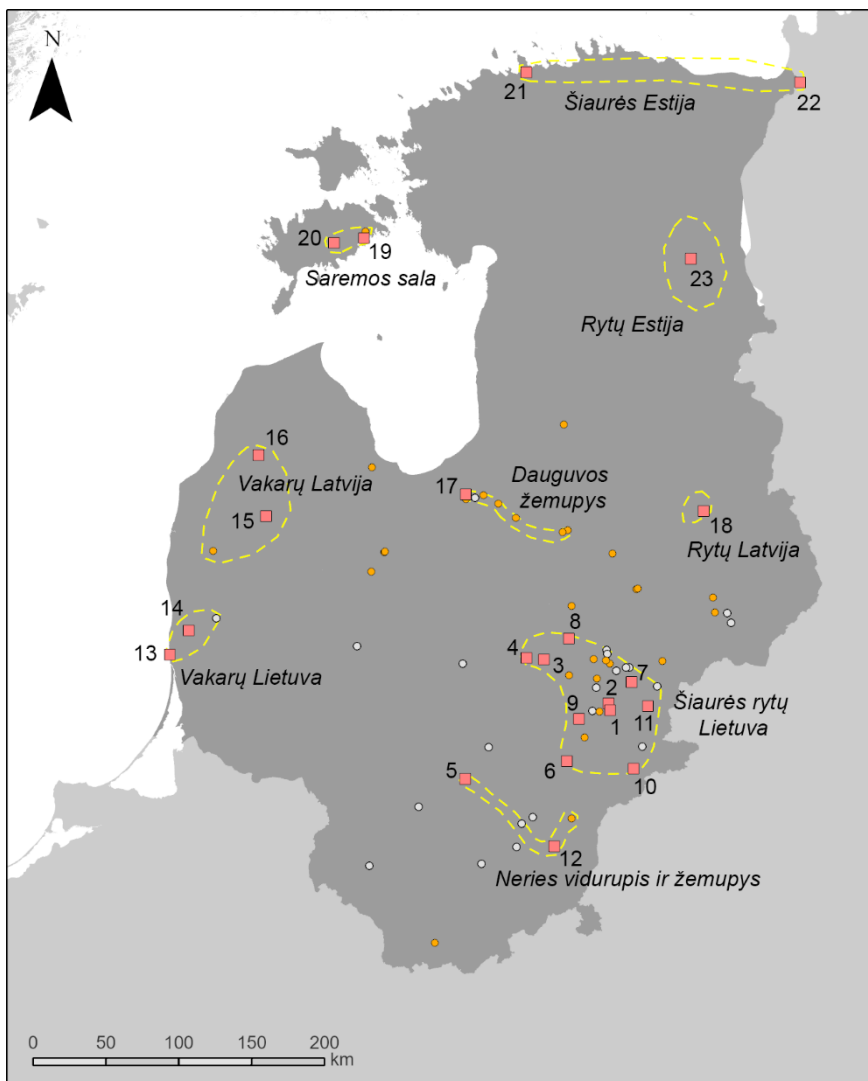 N
21
Šiaurės Estija
22
20
19
Saremos sala
23
Rytų Estija
16
Vakarų Latvija
15
17
Dauguvos
žemupys
18
Rytų Latvija
14
13
Vakarų Lietuva
8
4
3
7
2
1
9
11
Šiaurės rytų
Lietuva
6
10
5
12
Neries vidurupis ir žemupys
0 50 100 150 200
km